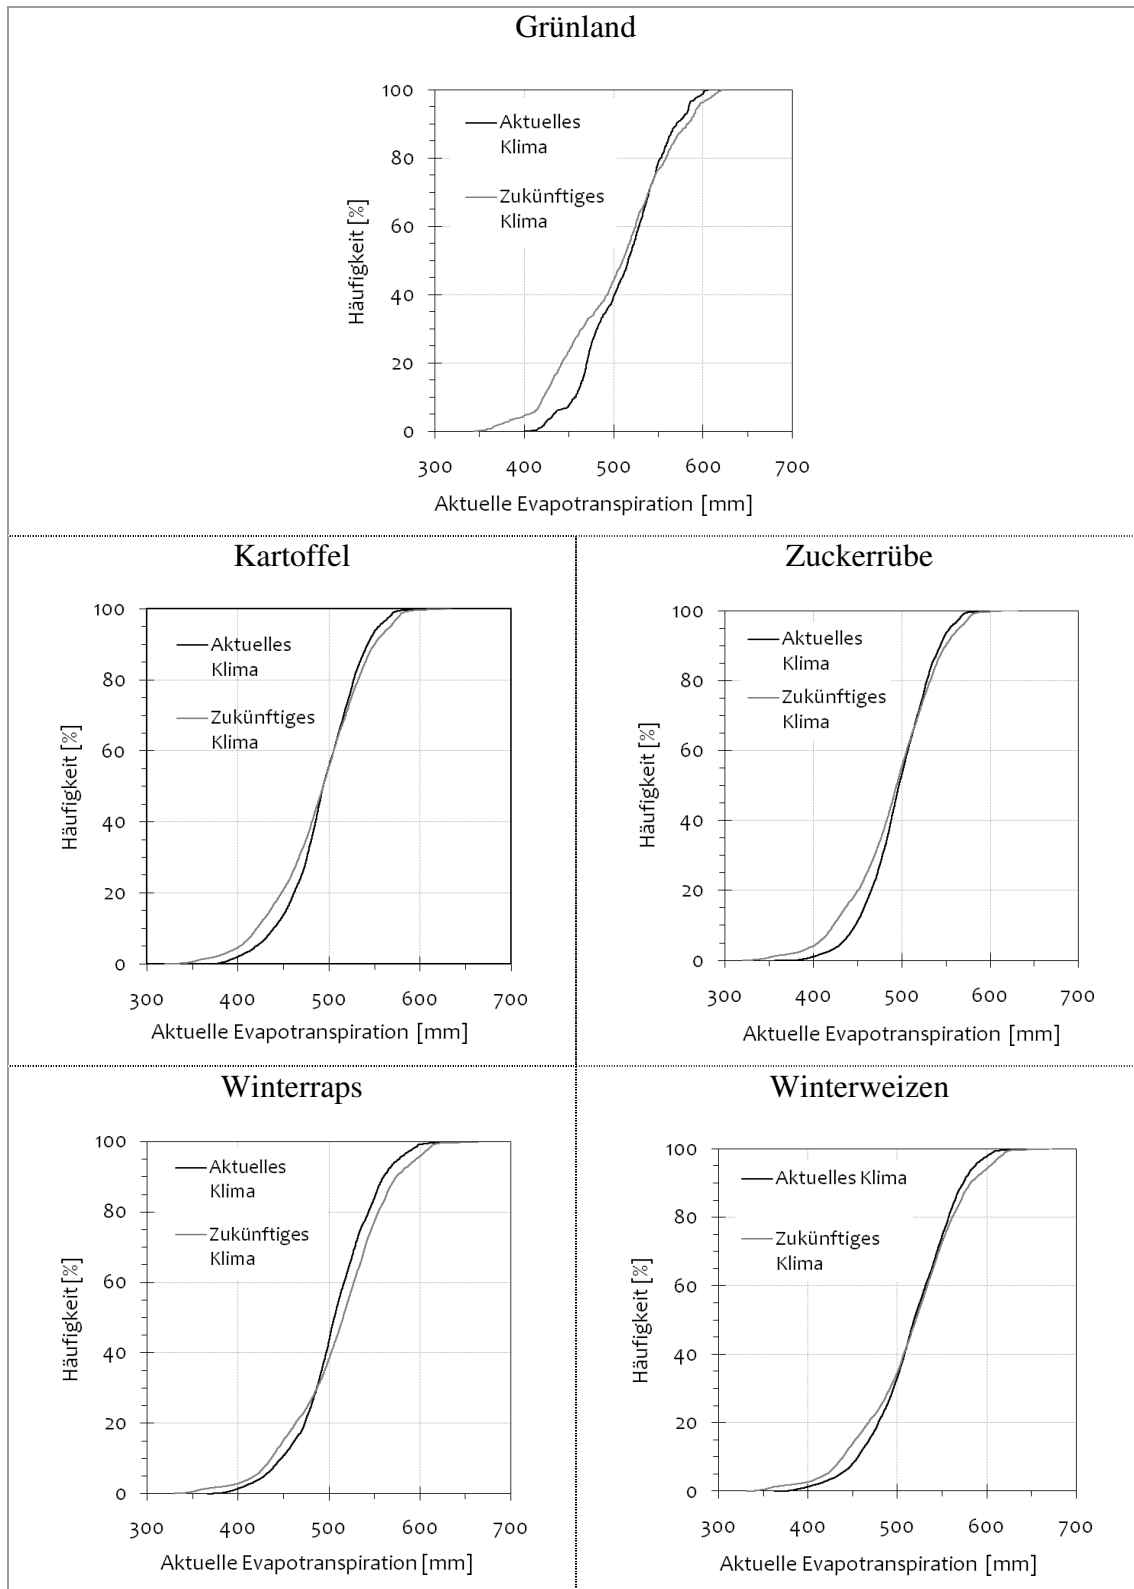 Grünland
100
80
60
40
20
0
Häufigkeit [%]
Aktuelles
Klima
Zukünftiges
Klima
300 400 500 600 700
Aktuelle Evapotranspiration [mm]
Kartoffel
100
80
60
40
20
0
Häufigkeit [%]
Aktuelles
Klima
Zukünftiges
Klima
300 400 500 600 700
Aktuelle Evapotranspiration [mm]
Zuckerrübe
100
80
60
40
20
0
Häufigkeit [%]
Aktuelles
Klima
Zukünftiges
Klima
300 400 500 600 700
Aktuelle Evapotranspiration [mm]
Winterraps
100
80
60
40
20
0
Häufigkeit [%]
Aktuelles
Klima
Zukünftiges
Klima
300 400 500 600 700
Aktuelle Evapotranspiration [mm]
Winterweizen
100
80
60
40
20
0
Häufigkeit [%]
Aktuelles Klima
Zukünftiges
Klima
300 400 500 600 700
Aktuelle Evapotranspiration [mm]